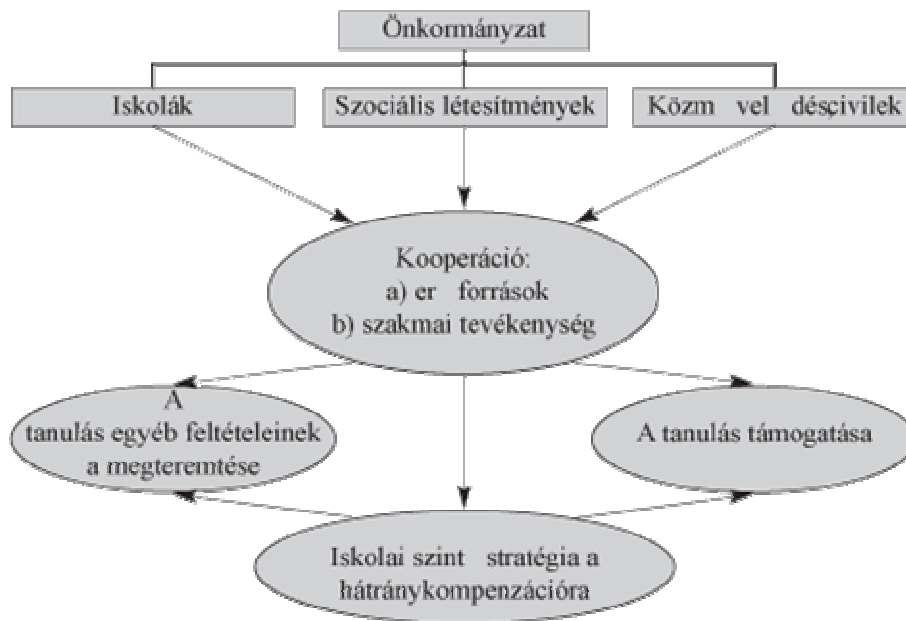 Önkormányzat
Iskolák
Szociális létesítmények
Közm vel désçivilek
Kooperáció:
a) er források
b) szakmai tevékenység
A
tanulás egyéb feltételeinek
a megteremtése
A tanulás támogatása
Iskolai szint stratégia a
hátránykompenzációra